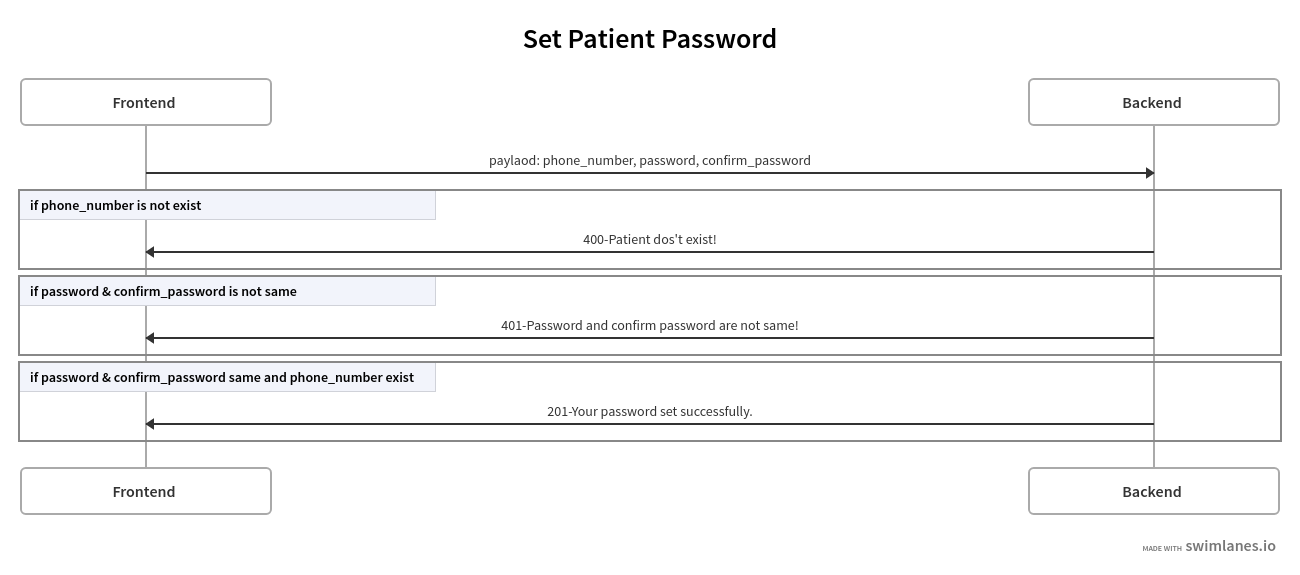 Set Patient Password
Frontend
Backend
paylaod: phone_number, password, confirm_password
if phone_number is not exist
400-Patient dos't exist!
if password & confirm_password is not same
401-Password and confirm password are not same!
if password & confirm_password same and phone_number exist
201-Your password set successfully.
Frontend
Backend
MADE WITH swimlanes.io